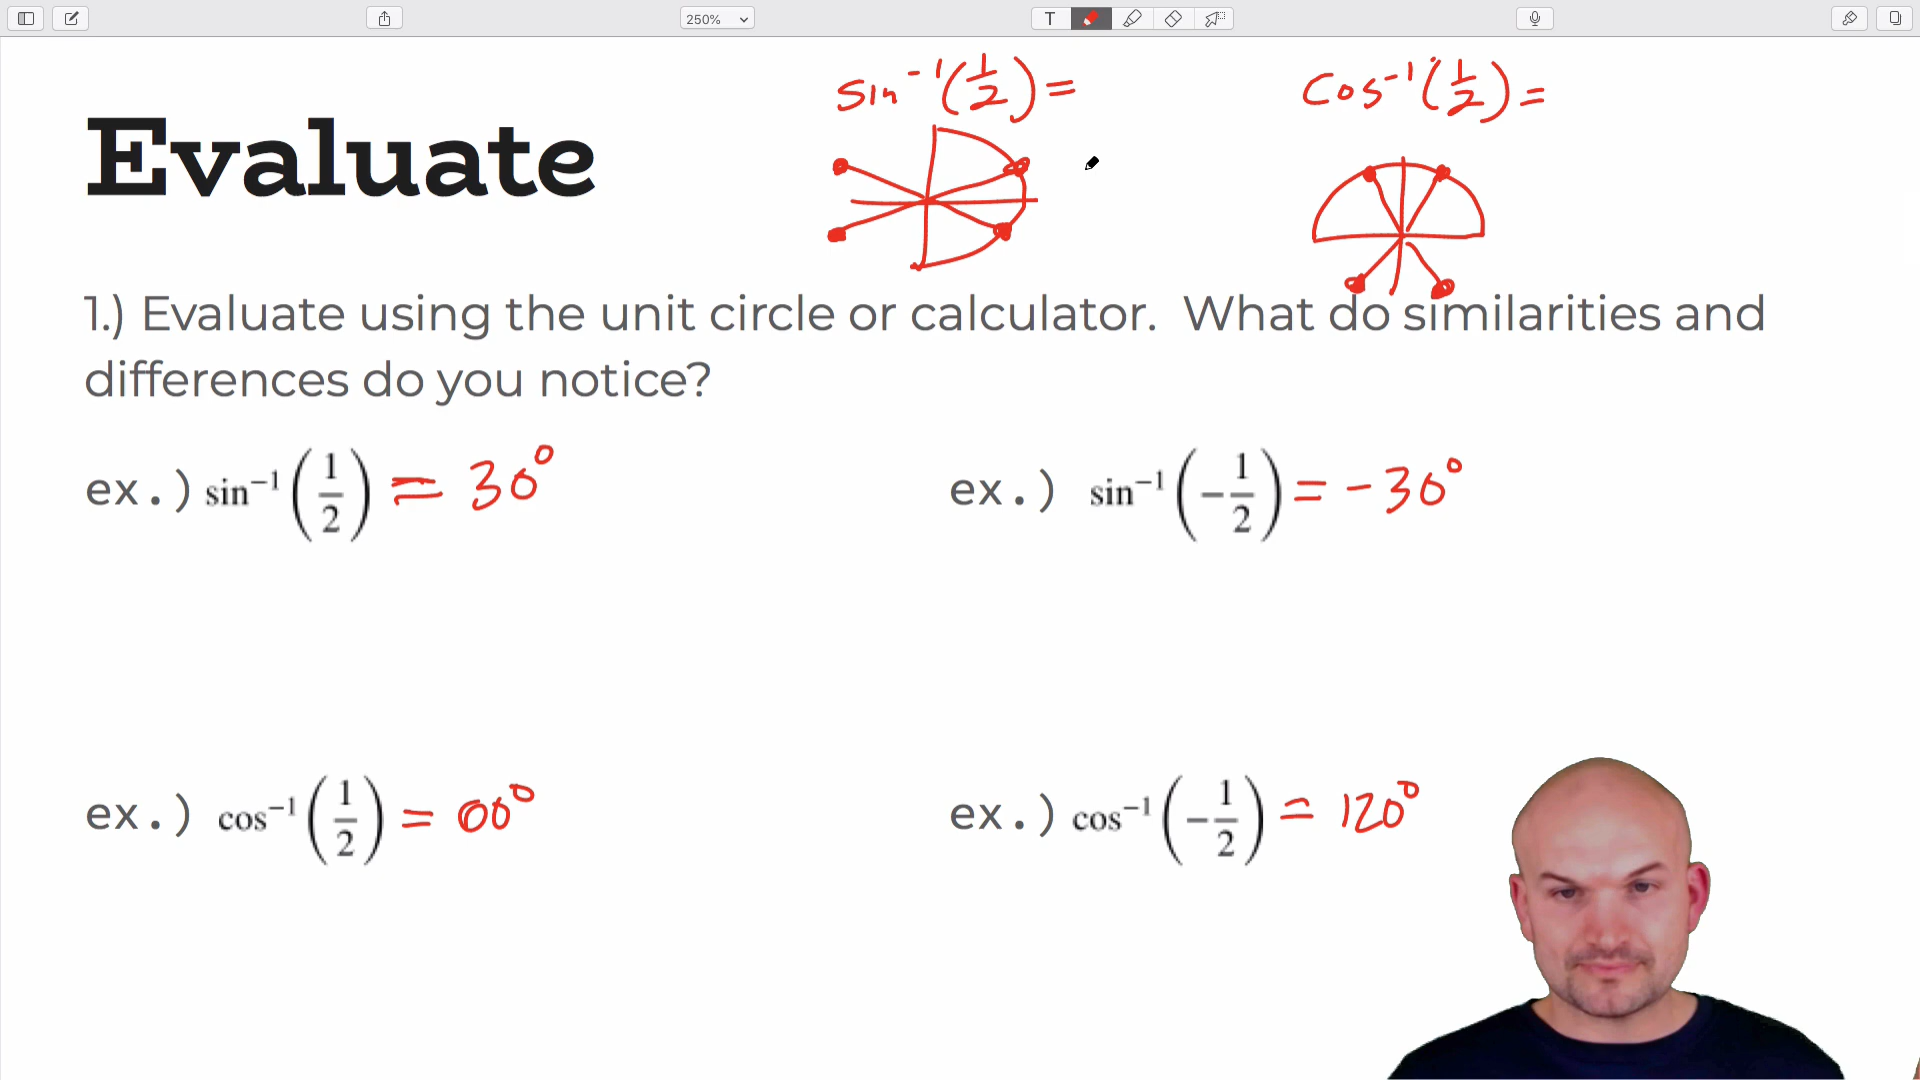 250%
T
sin⁻¹(1/2)=
cos⁻¹(1/2)=
Evaluate
1.) Evaluate using the unit circle or calculator. What do similarities and
differences do you notice?
ex.) sin⁻¹(1/2) = 30°
ex.) sin⁻¹(-1/2) = -30°
ex.) cos⁻¹(1/2) = 60°
ex.) cos⁻¹(-1/2) = 120°